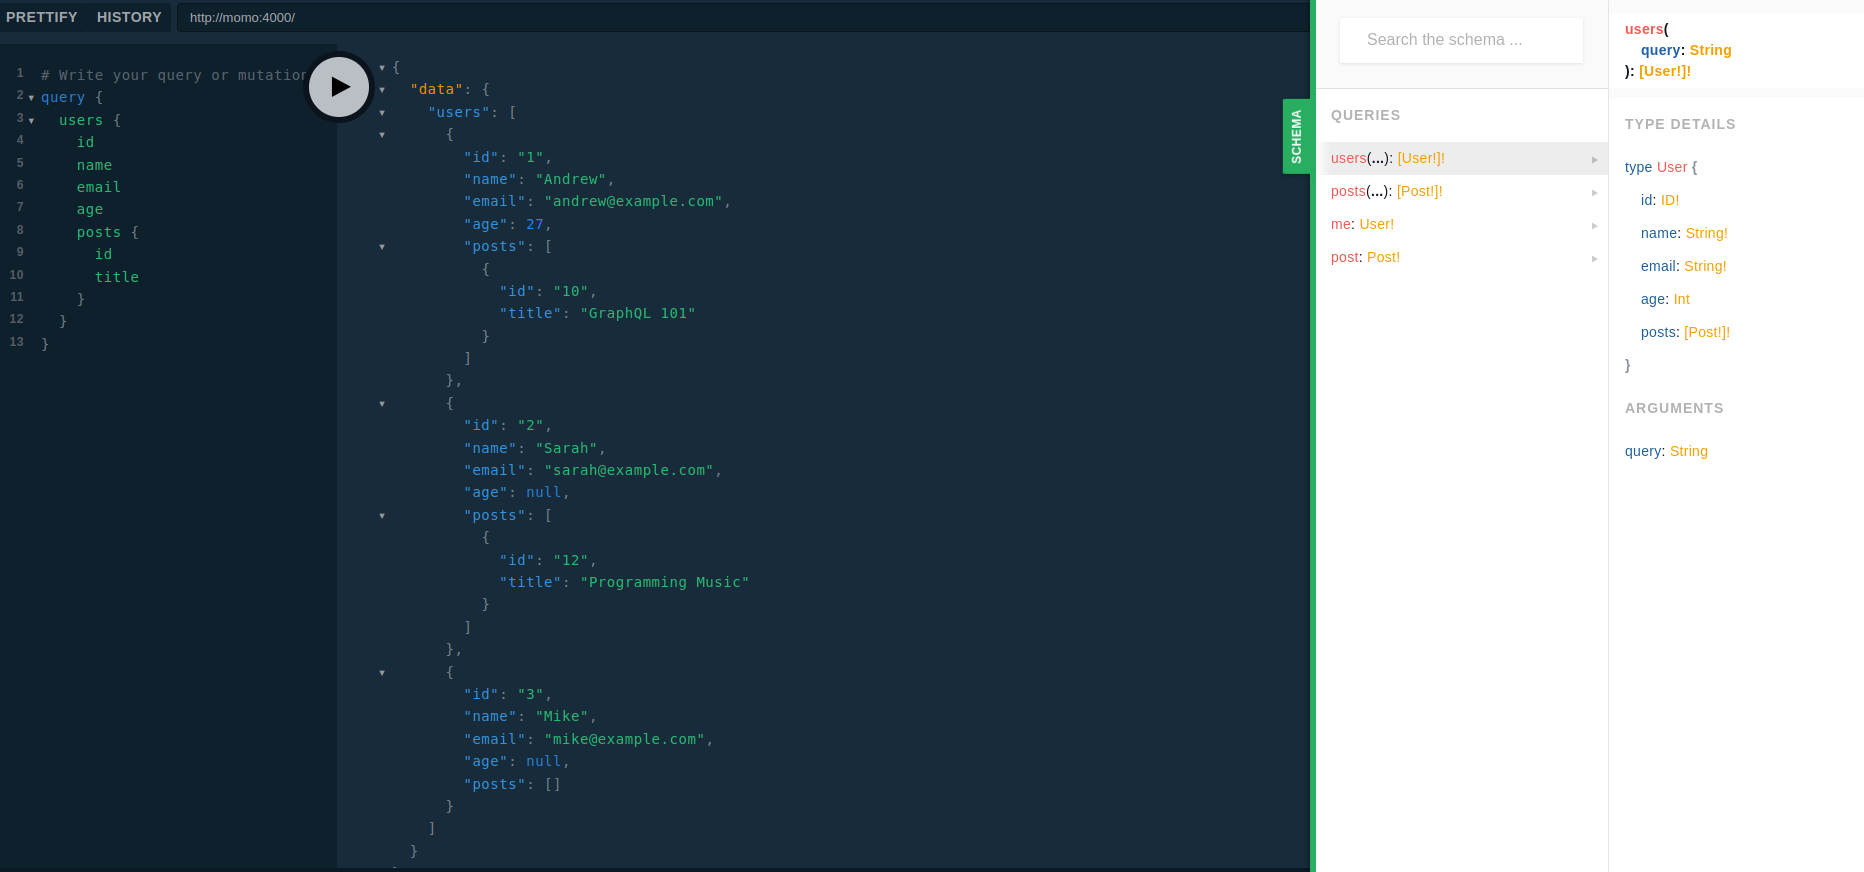 PRETTIFY HISTORY http://momo:4000/
1 # Write your query or mutation
2 query {
3 users {
4 id
5 name
6 email
7 age
8 posts {
9 id
10 title
11 }
12 }
13 }
{
"data": {
"users": [
{
"id": "1",
"name": "Andrew",
"email": "andrew@example.com",
"age": 27,
"posts": [
{
"id": "10",
"title": "GraphQL 101"
}
]
},
{
"id": "2",
"name": "Sarah",
"email": "sarah@example.com",
"age": null,
"posts": [
{
"id": "12",
"title": "Programming Music"
}
]
},
{
"id": "3",
"name": "Mike",
"email": "mike@example.com",
"age": null,
"posts": []
}
]
}
SCHEMA
Search the schema ...
QUERIES
users(...): [User!]!
posts(...): [Post!]!
me: User!
post: Post!
users(
query: String
): [User!]!
TYPE DETAILS
type User {
id: ID!
name: String!
email: String!
age: Int
posts: [Post!]!
}
ARGUMENTS
query: String